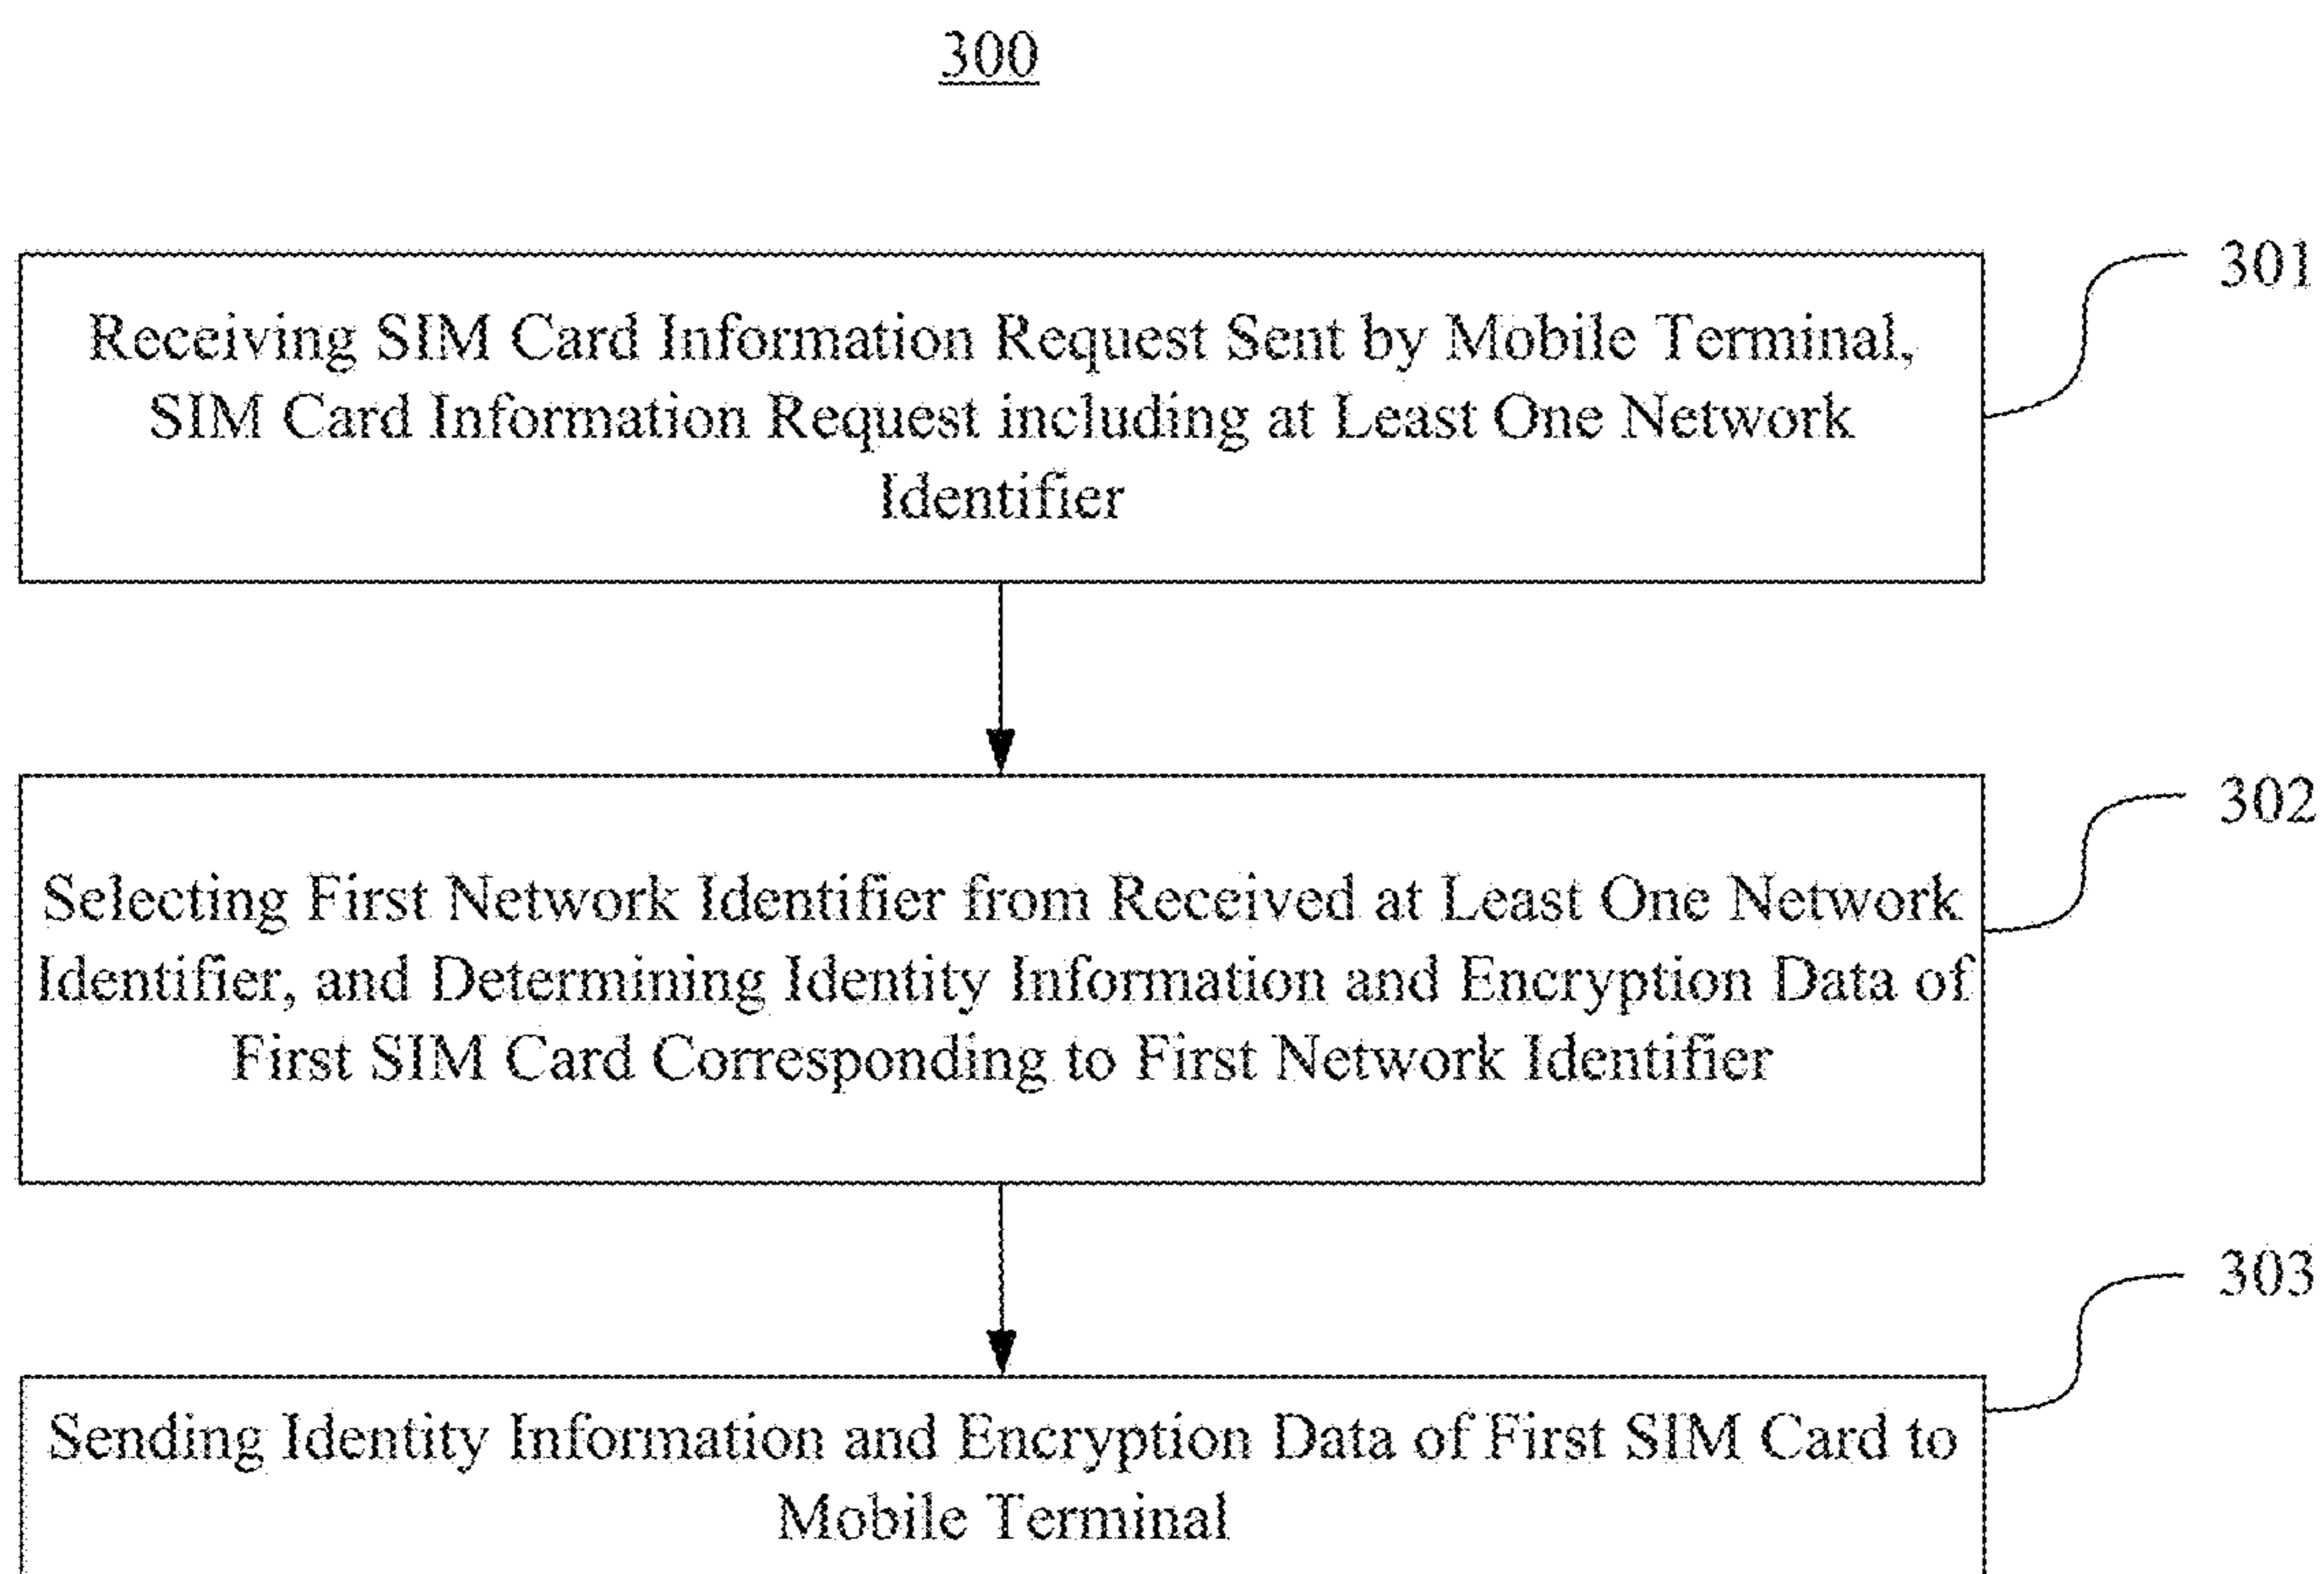 300
301
Receiving SIM Card Information Request Sent by Mobile Terminal,
SIM Card Information Request including at Least One Network
Identifier
302
Selecting First Network Identifier from Received at Least One Network
Identifier, and Determining Identity Information and Encryption Data of
First SIM Card Corresponding to First Network Identifier
303
Sending Identity Information and Encryption Data of First SIM Card to
Mobile Terminal